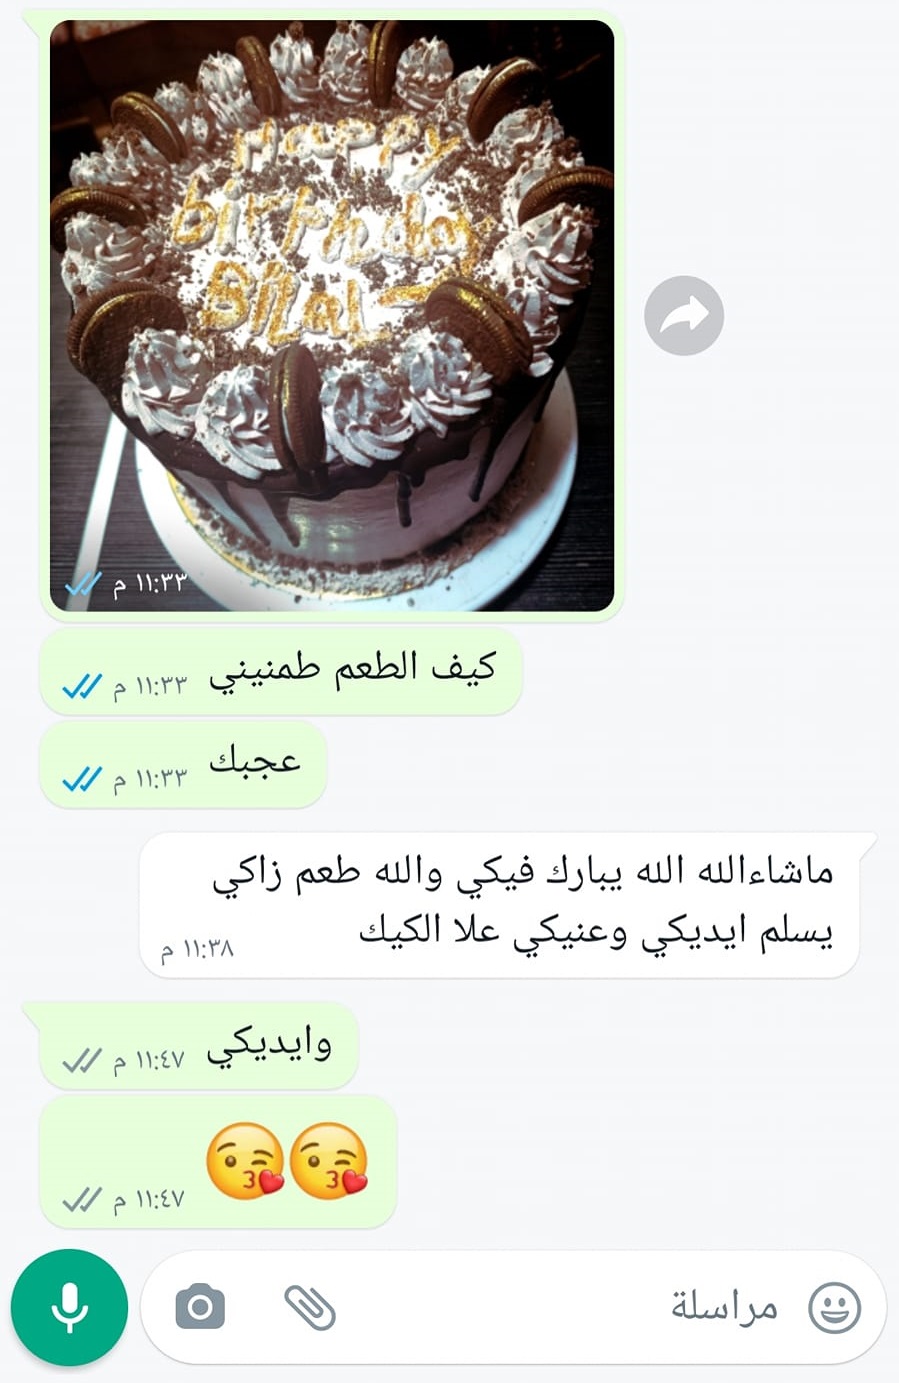 Happy
birthday
Bilal
١١:٣٣ م
كيف الطعم طمنيني
١١:٣٣ م
عجبك
١١:٣٣ م
ماشاءالله الله يبارك فيكي والله طعم زاكي
يسلم ايديكي وعنيكي علا الكيك
١١:٣٨ م
وايديكي
١١:٤٧ م
😘😘
١١:٤٧ م
مراسلة